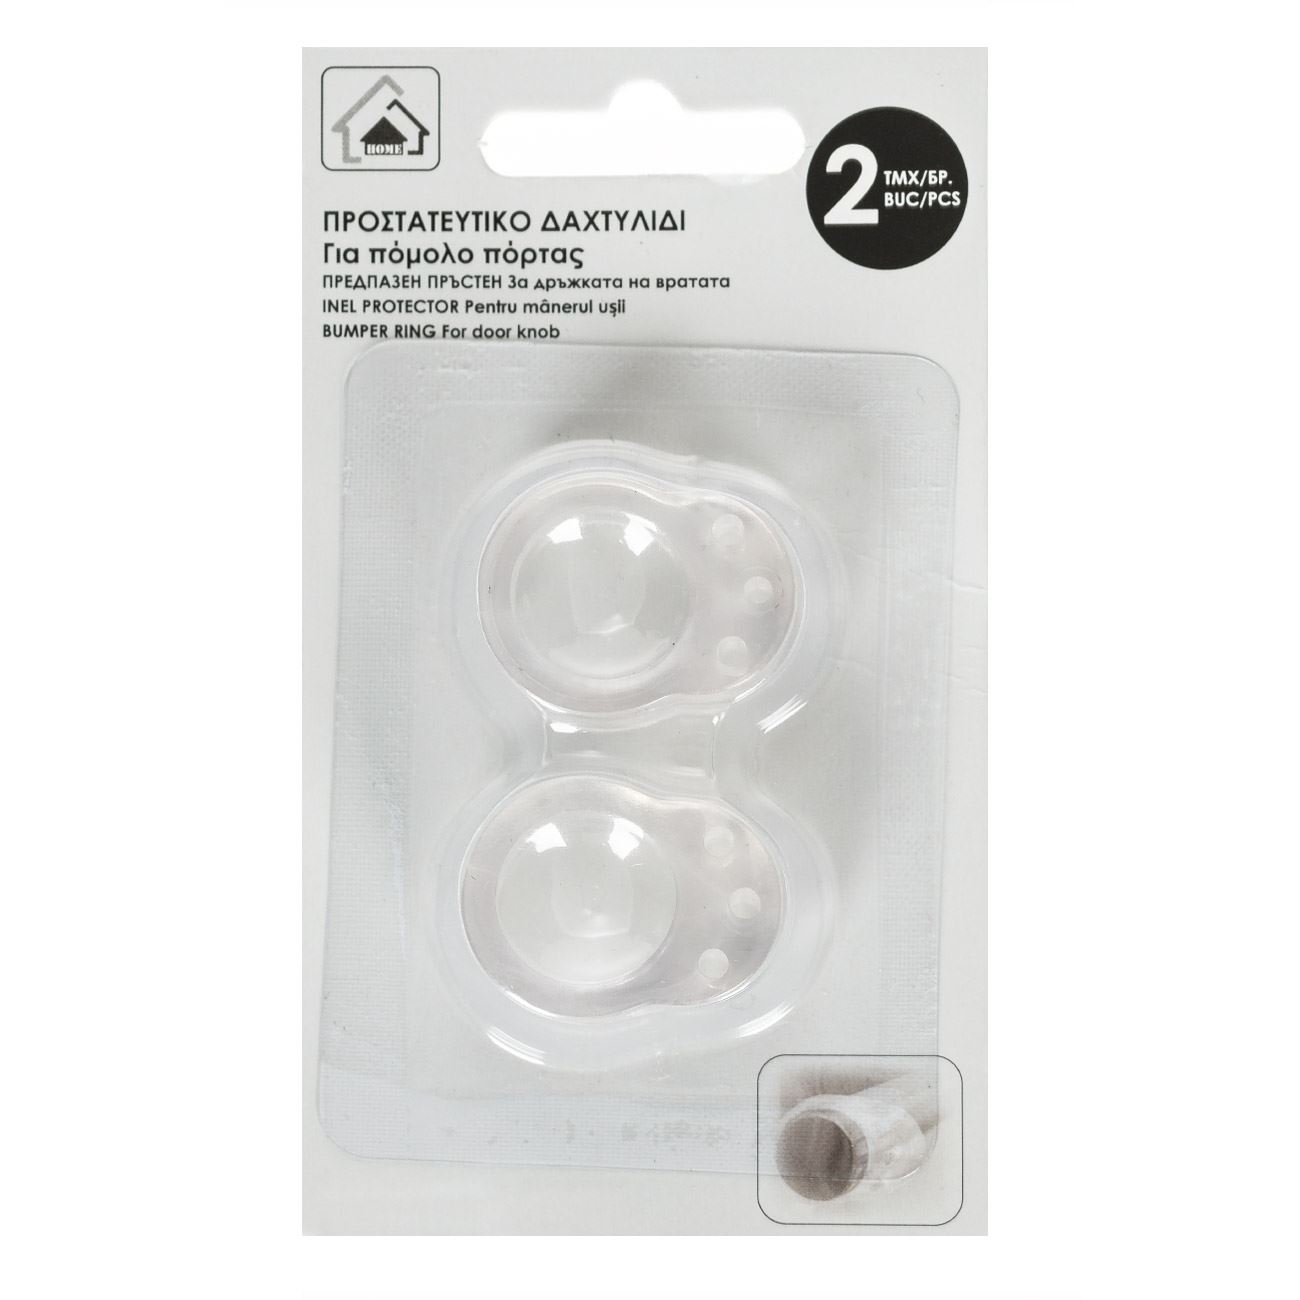 HOME
2 ΤΜΧ/БР.
BUC/PCS
ΠΡΟΣΤΑΤΕΥΤΙΚΟ ΔΑΧΤΥΛΙΔΙ
Για πόμολο πόρτας
ПРЕДПАЗЕН ПРЪСТЕН За дръжката на вратата
INEL PROTECTOR Pentru mânerul ușii
BUMPER RING For door knob